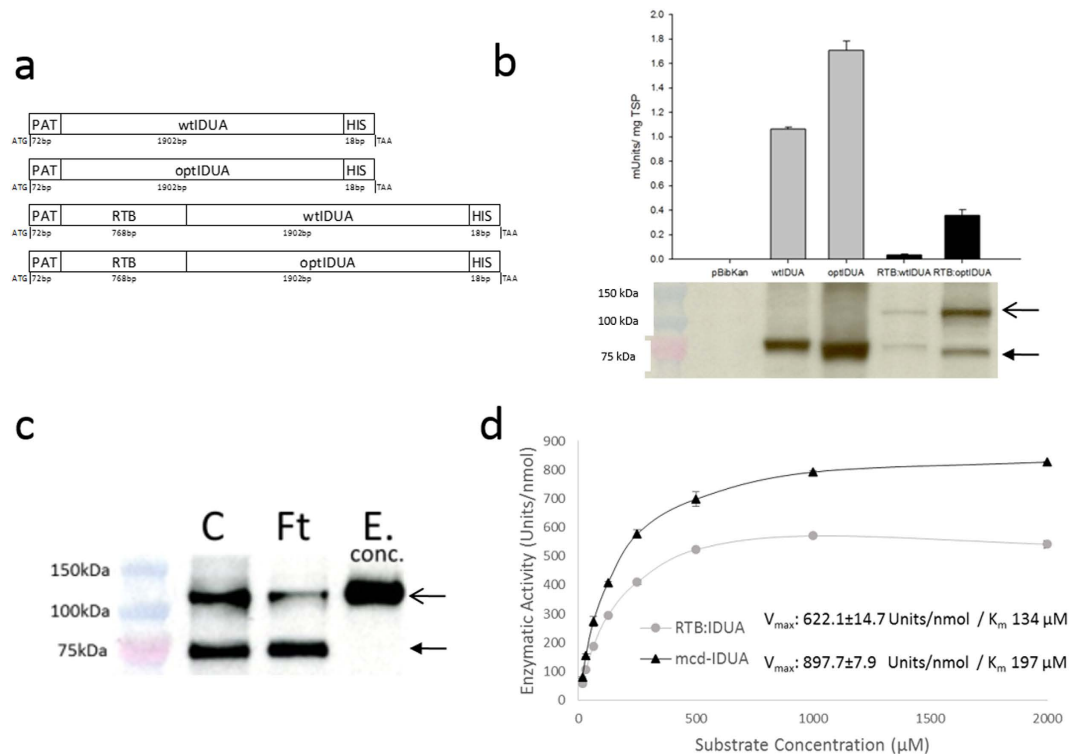 a
PAT wtIDUA HIS
ATG 72bp 1902bp 18bp TAA
PAT optIDUA HIS
ATG 72bp 1902bp 18bp TAA
PAT RTB wtIDUA HIS
ATG 72bp 768bp 1902bp 18bp TAA
PAT RTB optIDUA HIS
ATG 72bp 768bp 1902bp 18bp TAA
b
mUnits/ mg TSP
2.0
1.8
1.6
1.4
1.2
1.0
0.8
0.6
0.4
0.2
0.0
pBibKan wtIDUA optIDUA RTB:wtIDUA RTB:optIDUA
150 kDa
100 kDa
75 kDa
c
C Ft E.
conc.
150kDa
100kDa
75kDa
d
Enzymatic Activity (Units/nmol)
900
800
700
600
500
400
300
200
100
0
0 500 1000 1500 2000
Substrate Concentration (µM)
RTB:IDUA
Vmax: 622.1±14.7 Units/nmol / Km 134 µM
mcd-IDUA
Vmax: 897.7±7.9 Units/nmol / Km 197 µM